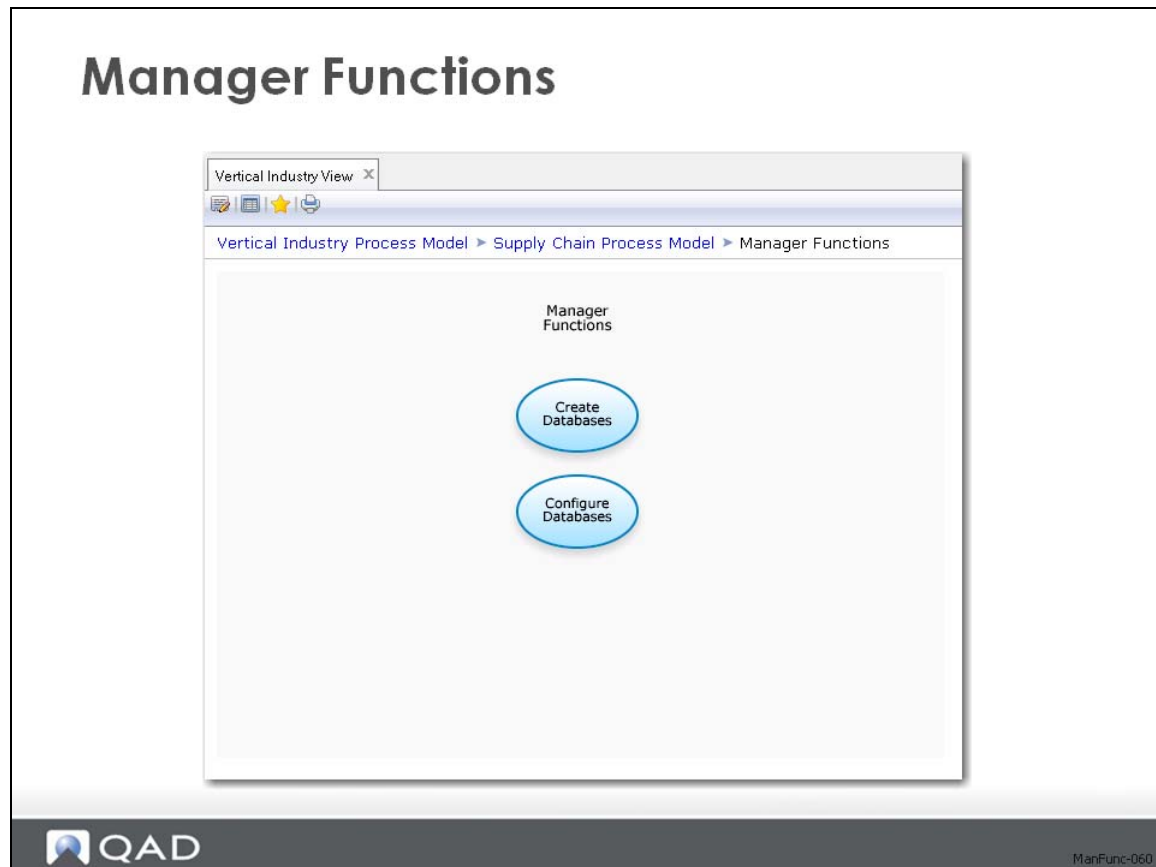 Manager Functions
Vertical Industry View
Vertical Industry Process Model ➤ Supply Chain Process Model ➤ Manager Functions
Manager
Functions
Create
Databases
Configure
Databases
QAD
ManFunc-060